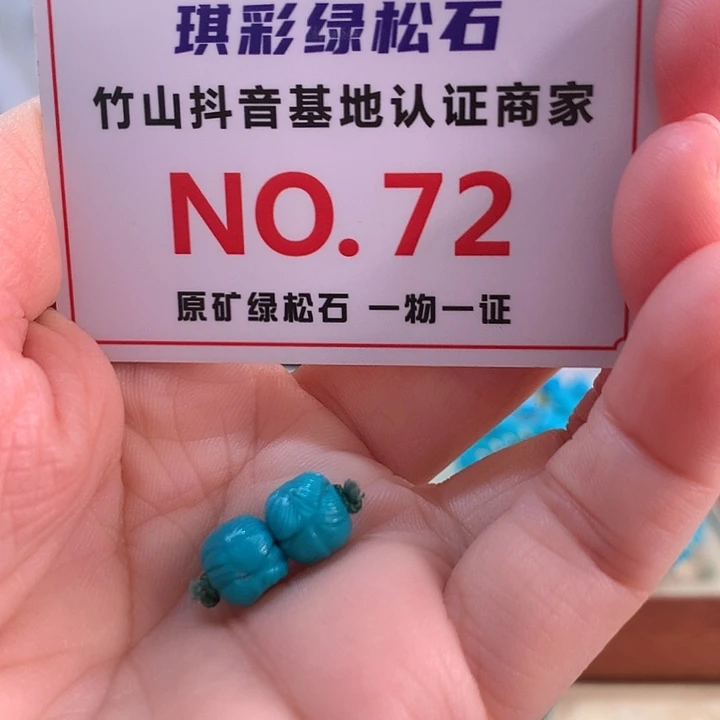 琪彩绿松石
竹山抖音基地认证商家
NO.72
原矿绿松石 一物一证